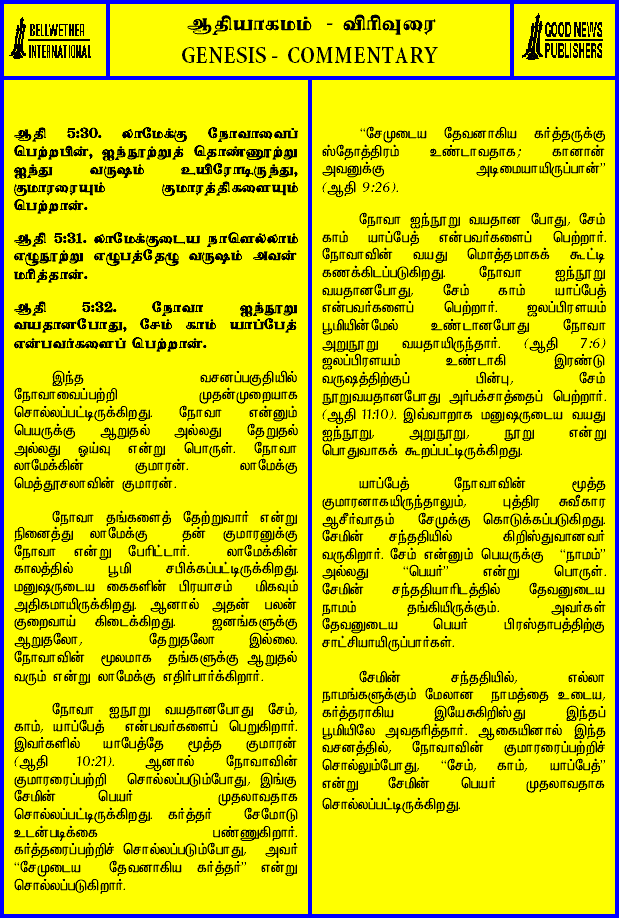 BELLWETHER
INTERNATIONAL
ஆதியாகமம் - விரிவுரை
GENESIS - COMMENTARY
GOOD NEWS
PUBLISHERS
ஆதி 5:30. லாமேக்கு நோவாவைப்
பெற்றபின், ஐந்நூற்றுத் தொண்ணூற்று
ஐந்து வருஷம் உயிரோடிருந்து,
குமாரரையும் குமாரத்திகளையும்
பெற்றான்.
ஆதி 5:31. லாமேக்குடைய நாளெல்லாம்
எழுநூற்று எழுபத்தேழு வருஷம் அவன்
மரித்தான்.
ஆதி 5:32. நோவா ஐந்நூறு
வயதானபோது, சேம் காம் யாப்பேத்
என்பவர்களைப் பெற்றான்.
இந்த வசனப்பகுதியில்
நோவாவைப்பற்றி முதன்முறையாக
சொல்லப்பட்டிருக்கிறது. நோவா என்னும்
பெயருக்கு ஆறுதல் அல்லது தேறுதல்
அல்லது ஓய்வு என்று பொருள். நோவா
லாமேக்கின் குமாரன். லாமேக்கு
மெத்தூசலாவின் குமாரன்.
நோவா தங்களைத் தேற்றுவார் என்று
நினைத்து லாமேக்கு தன் குமாரனுக்கு
நோவா என்று பேரிட்டார். லாமேக்கின்
காலத்தில் பூமி சபிக்கப்பட்டிருக்கிறது.
மனுஷருடைய கைகளின் பிரயாசம் மிகவும்
அதிகமாயிருக்கிறது. ஆனால் அதன் பலன்
குறைவாய் கிடைக்கிறது. ஜனங்களுக்கு
ஆறுதலோ, தேறுதலோ இல்லை.
நோவாவின் மூலமாக தங்களுக்கு ஆறுதல்
வரும் என்று லாமேக்கு எதிர்பார்க்கிறார்.
நோவா ஐநூறு வயதானபோது சேம்,
காம், யாப்பேத் என்பவர்களைப் பெறுகிறார்.
இவர்களில் யாபேத்தே மூத்த குமாரன்
(ஆதி 10:21). ஆனால் நோவாவின்
குமாரரைப்பற்றி சொல்லப்படும்போது, இங்கு
சேமின் பெயர் முதலாவதாக
சொல்லப்பட்டிருக்கிறது. கர்த்தர் சேமோடு
உடன்படிக்கை பண்ணுகிறார்.
கர்த்தரைப்பற்றிச் சொல்லப்படும்போது, அவர்
“சேமுடைய தேவனாகிய கர்த்தர்” என்று
சொல்லப்படுகிறார்.
“சேமுடைய தேவனாகிய கர்த்தருக்கு
ஸ்தோத்திரம் உண்டாவதாக; கானான்
அவனுக்கு அடிமையாயிருப்பான்”
(ஆதி 9:26).
நோவா ஐந்நூறு வயதான போது, சேம்
காம் யாப்பேத் என்பவர்களைப் பெற்றார்.
நோவாவின் வயது மொத்தமாகக் கூட்டி
கணக்கிடப்படுகிறது. நோவா ஐந்நூறு
வயதானபோது, சேம் காம் யாப்பேத்
என்பவர்களைப் பெற்றார். ஜலப்பிரளயம்
பூமியின்மேல் உண்டானபோது நோவா
அறுநூறு வயதாயிருந்தார். (ஆதி 7:6)
ஜலப்பிரளயம் உண்டாகி இரண்டு
வருஷத்திற்குப் பின்பு, சேம்
நூறுவயதானபோது அர்பக்சாத்தைப் பெற்றார்.
(ஆதி 11:10). இவ்வாறாக மனுஷருடைய வயது
ஐந்நூறு, அறுநூறு, நூறு என்று
பொதுவாகக் கூறப்பட்டிருக்கிறது.
யாப்பேத் நோவாவின் மூத்த
குமாரனாகயிருந்தாலும், புத்திர சுவீகார
ஆசீர்வாதம் சேமுக்கு கொடுக்கப்படுகிறது.
சேமின் சந்ததியில் கிறிஸ்துவானவர்
வருகிறார். சேம் என்னும் பெயருக்கு “நாமம்”
அல்லது “பெயர்” என்று பொருள்.
சேமின் சந்ததியாரிடத்தில் தேவனுடைய
நாமம் தங்கியிருக்கும். அவர்கள்
தேவனுடைய பெயர் பிரஸ்தாபத்திற்கு
சாட்சியாயிருப்பார்கள்.
சேமின் சந்ததியில், எல்லா
நாமங்களுக்கும் மேலான நாமத்தை உடைய,
கர்த்தராகிய இயேசுகிறிஸ்து இந்தப்
பூமியிலே அவதரித்தார். ஆகையினால் இந்த
வசனத்தில், நோவாவின் குமாரரைப்பற்றிச்
சொல்லும்போது, “சேம், காம், யாப்பேத்”
என்று சேமின் பெயர் முதலாவதாக
சொல்லப்பட்டிருக்கிறது.